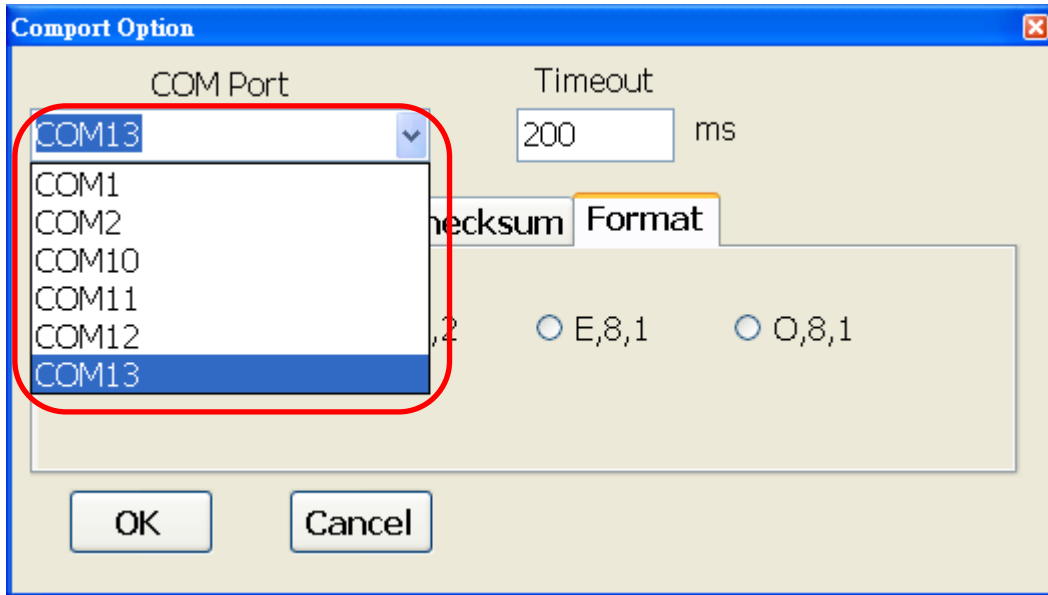 Comport Option
COM Port
Timeout
COM13
200
ms
COM1
COM2
COM10
COM11
COM12
COM13
hecksum
Format
,2
E,8,1
O,8,1
OK
Cancel